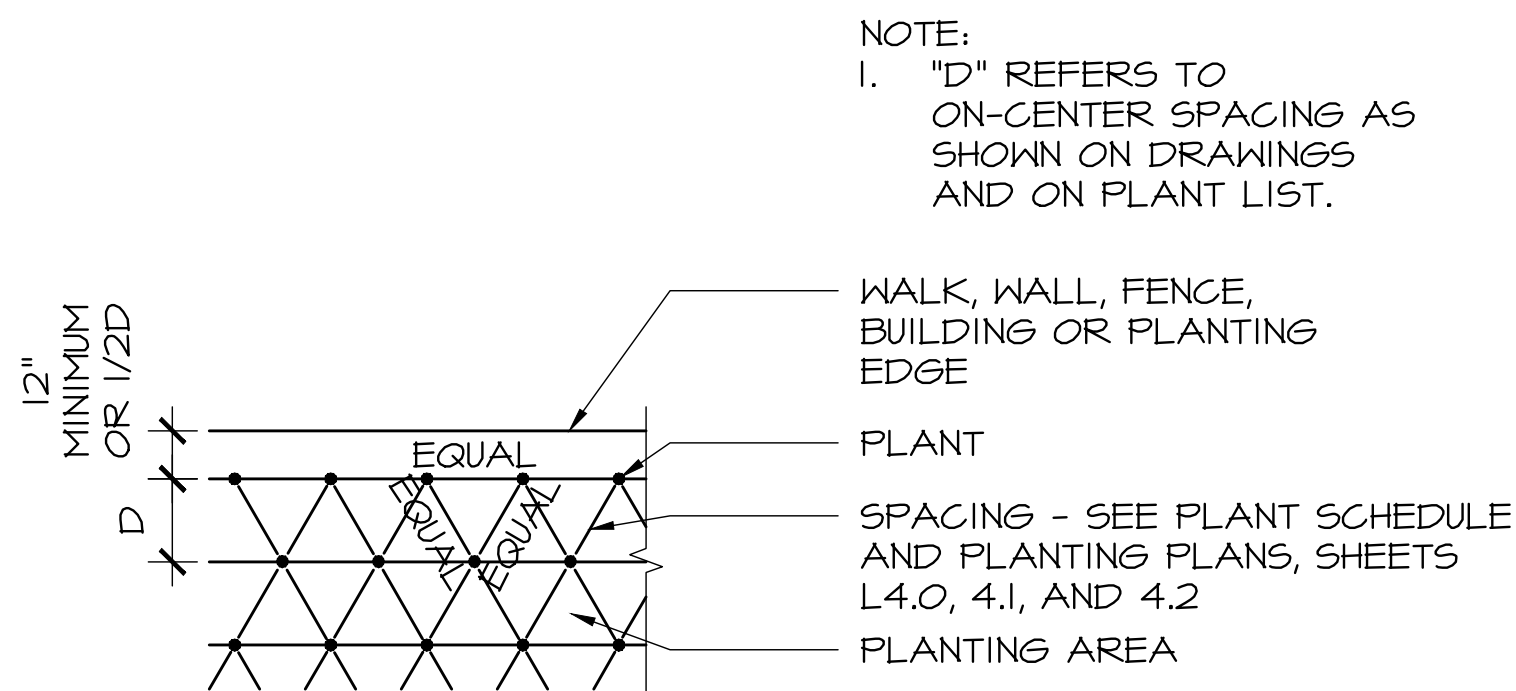 NOTE:
1. "D" REFERS TO
ON-CENTER SPACING AS
SHOWN ON DRAWINGS
AND ON PLANT LIST.
WALK, WALL, FENCE,
BUILDING OR PLANTING
EDGE
12"
MINIMUM
OR 1/2D
EQUAL
PLANT
EQUAL
EQUAL
D
SPACING - SEE PLANT SCHEDULE
AND PLANTING PLANS, SHEETS
L4.0, 4.1, AND 4.2
PLANTING AREA